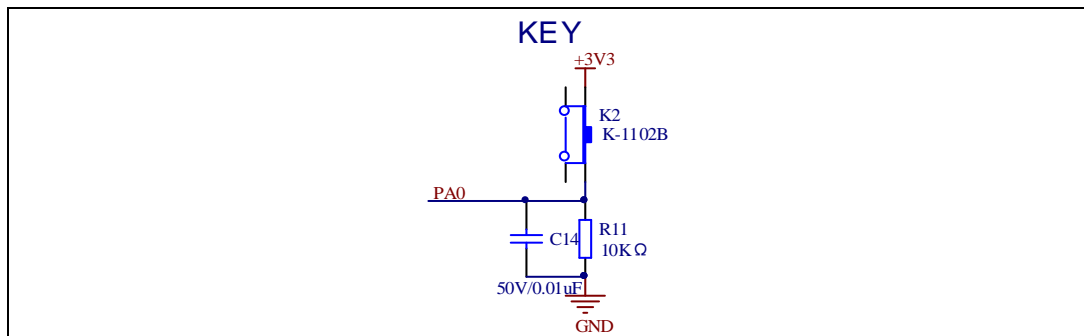 KEY
+3V3
K2
K-1102B
PA0
C14
R11
10KΩ
50V/0.01uF
GND